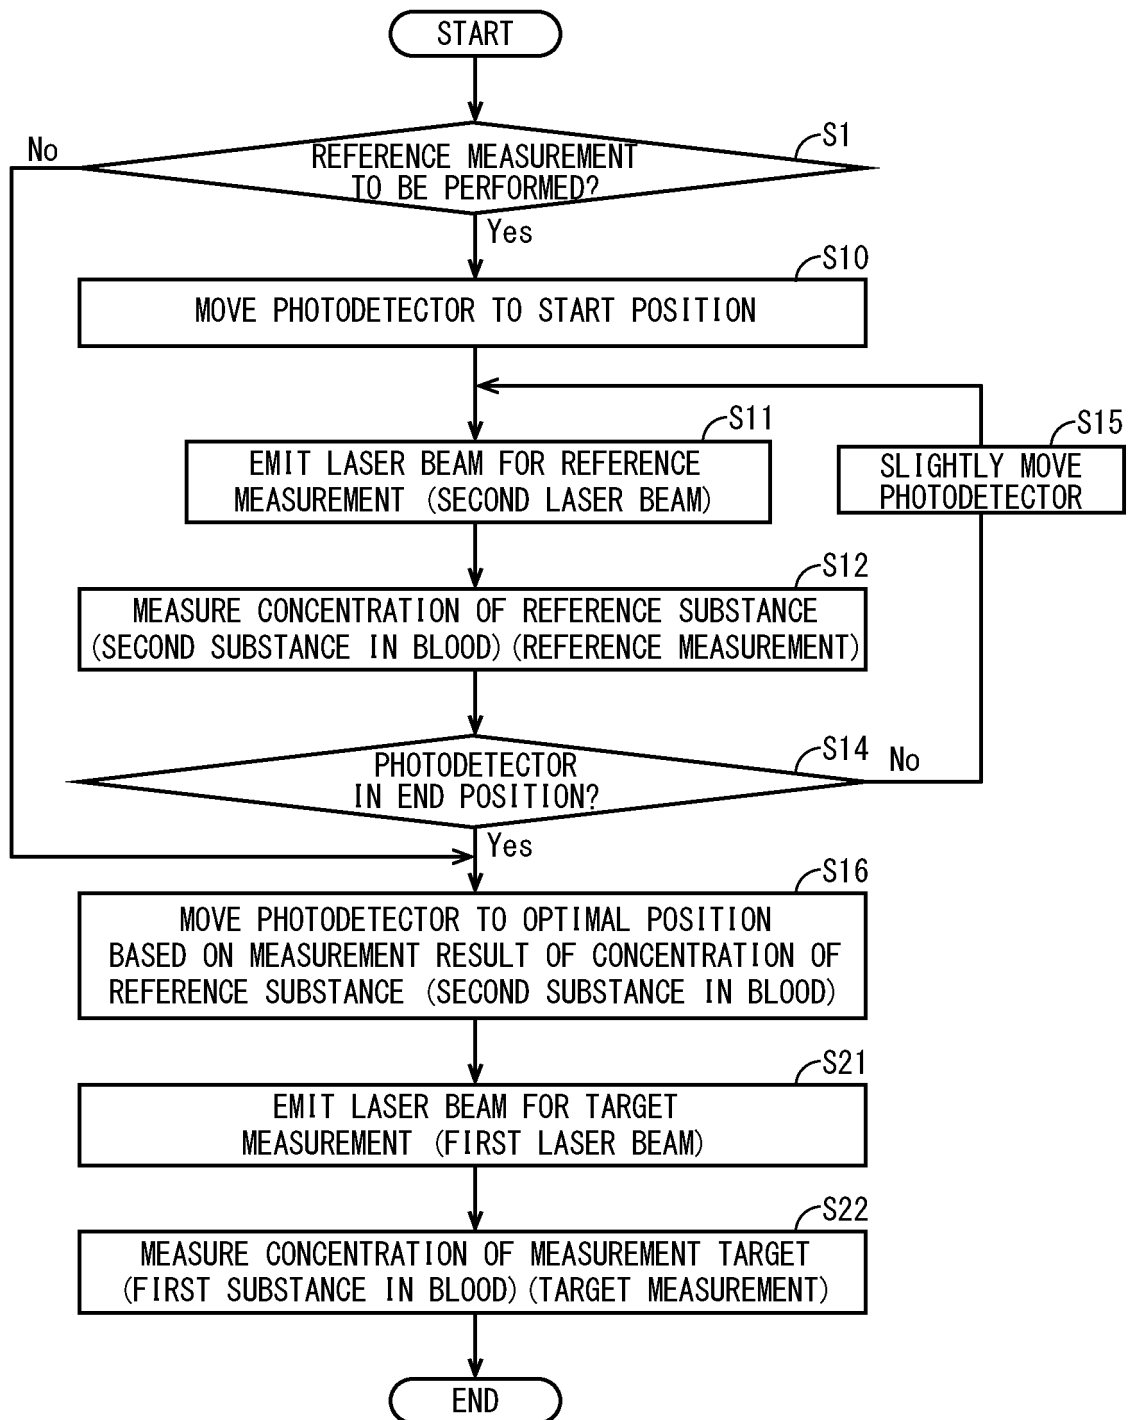 START
S1
No
REFERENCE MEASUREMENT
TO BE PERFORMED?
Yes
S10
MOVE PHOTODETECTOR TO START POSITION
S11
EMIT LASER BEAM FOR REFERENCE
MEASUREMENT (SECOND LASER BEAM)
S15
SLIGHTLY MOVE
PHOTODETECTOR
S12
MEASURE CONCENTRATION OF REFERENCE SUBSTANCE
(SECOND SUBSTANCE IN BLOOD) (REFERENCE MEASUREMENT)
S14
No
PHOTODETECTOR
IN END POSITION?
Yes
S16
MOVE PHOTODETECTOR TO OPTIMAL POSITION
BASED ON MEASUREMENT RESULT OF CONCENTRATION OF
REFERENCE SUBSTANCE (SECOND SUBSTANCE IN BLOOD)
S21
EMIT LASER BEAM FOR TARGET
MEASUREMENT (FIRST LASER BEAM)
S22
MEASURE CONCENTRATION OF MEASUREMENT TARGET
(FIRST SUBSTANCE IN BLOOD) (TARGET MEASUREMENT)
END